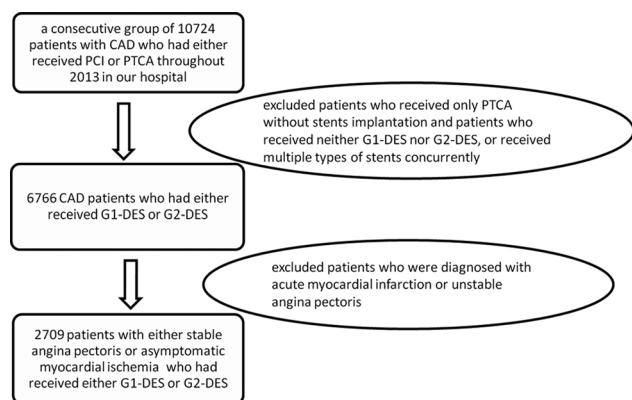 a consecutive group of 10724
patients with CAD who had either
received PCI or PTCA throughout
2013 in our hospital
excluded patients who received only PTCA
without stents implantation and patients who
received neither G1-DES nor G2-DES, or received
multiple types of stents concurrently
6766 CAD patients who had either
received G1-DES or G2-DES
excluded patients who were diagnosed with
acute myocardial infarction or unstable
angina pectoris
2709 patients with either stable
angina pectoris or asymptomatic
myocardial ischemia who had
received either G1-DES or G2-DES